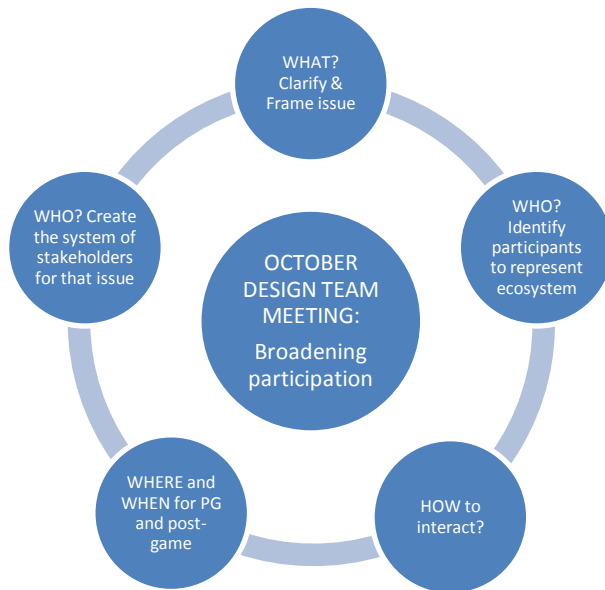 WHAT?
Clarify &
Frame issue
WHO?
Identify
participants
to represent
ecosystem
HOW to
interact?
WHERE and
WHEN for PG
and post-
game
WHO? Create
the system of
stakeholders
for that issue
OCTOBER
DESIGN TEAM
MEETING:
Broadening
participation